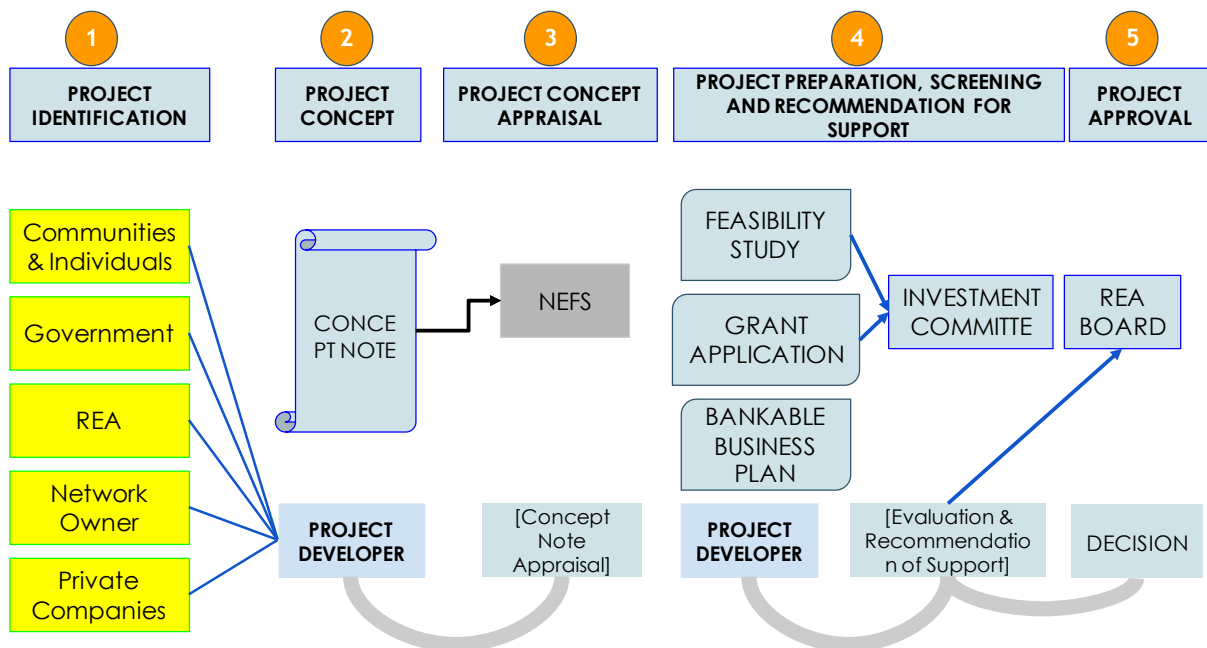 1
2
3
4
5
PROJECT
IDENTIFICATION
PROJECT
CONCEPT
PROJECT CONCEPT
APPRAISAL
PROJECT PREPARATION, SCREENING
AND RECOMMENDATION FOR
SUPPORT
PROJECT
APPROVAL
Communities
& Individuals
Government
REA
Network
Owner
Private
Companies
CONCE
PT NOTE
NEFS
FEASIBILITY
STUDY
GRANT
APPLICATION
BANKABLE
BUSINESS
PLAN
INVESTMENT
COMMITTE
REA
BOARD
PROJECT
DEVELOPER
[Concept
Note
Appraisal]
PROJECT
DEVELOPER
[Evaluation &
Recommendatio
n of Support]
DECISION